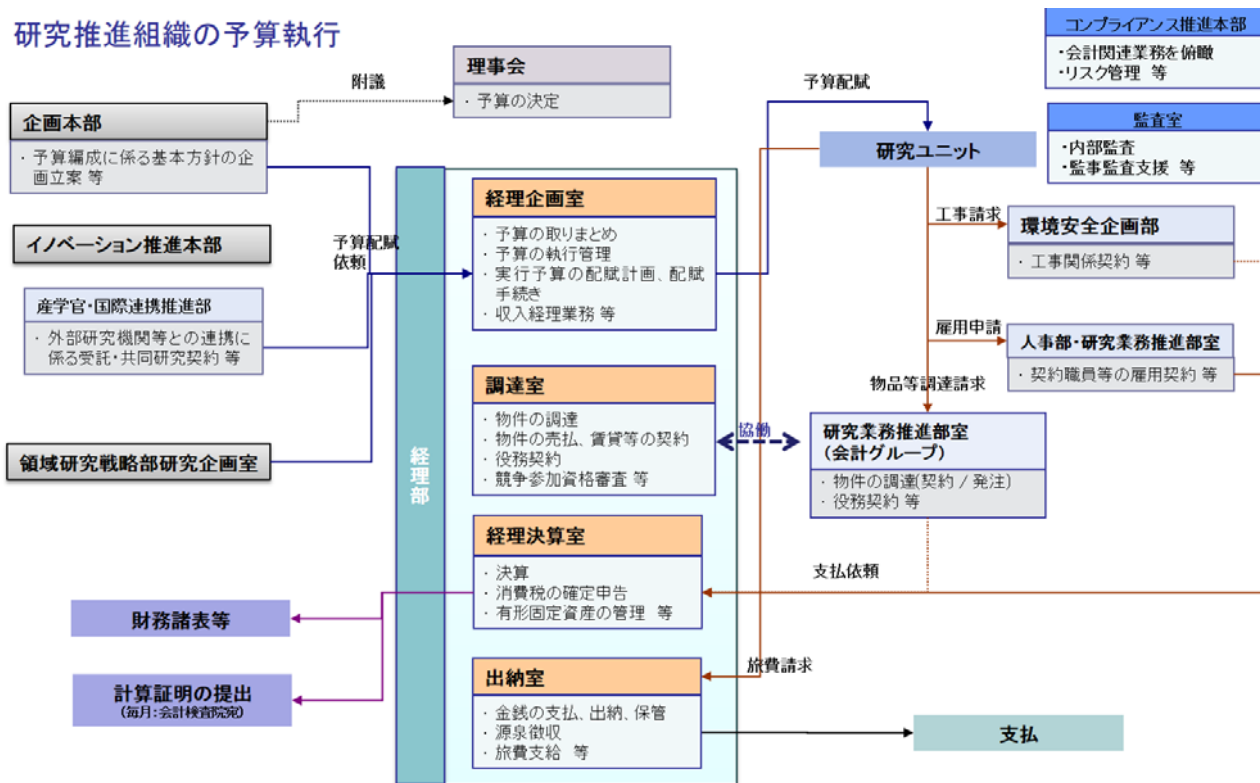 研究推進組織の予算執行
コンプライアンス推進本部
・会計関連業務を俯瞰
・リスク管理 等
附議
理事会
・予算の決定
予算配賦
企画本部
・予算編成に係る基本方針の企
画立案 等
監査室
・内部監査
・監事監査支援 等
研究ユニット
イノベーション推進本部
予算配賦
依頼
経理企画室
・予算の取りまとめ
・予算の執行管理
・実行予算の配賦計画、配賦
手続き
・収入経理業務 等
工事請求
環境安全企画部
・工事関係契約 等
産学官・国際連携推進部
・外部研究機関等との連携に
係る受託・共同研究契約 等
雇用申請
人事部・研究業務推進部室
・契約職員等の雇用契約 等
調達室
・物件の調達
・物件の売払、賃貸等の契約
・役務契約
・競争参加資格審査 等
物品等調達請求
協働
研究業務推進部室
(会計グループ)
・物件の調達(契約 / 発注)
・役務契約 等
領域研究戦略部研究企画室
経理部
経理決算室
・決算
・消費税の確定申告
・有形固定資産の管理 等
支払依頼
財務諸表等
計算証明の提出
(毎月:会計検査院宛)
旅費請求
出納室
・金銭の支払、出納、保管
・源泉徴収
・旅費支給 等
支払